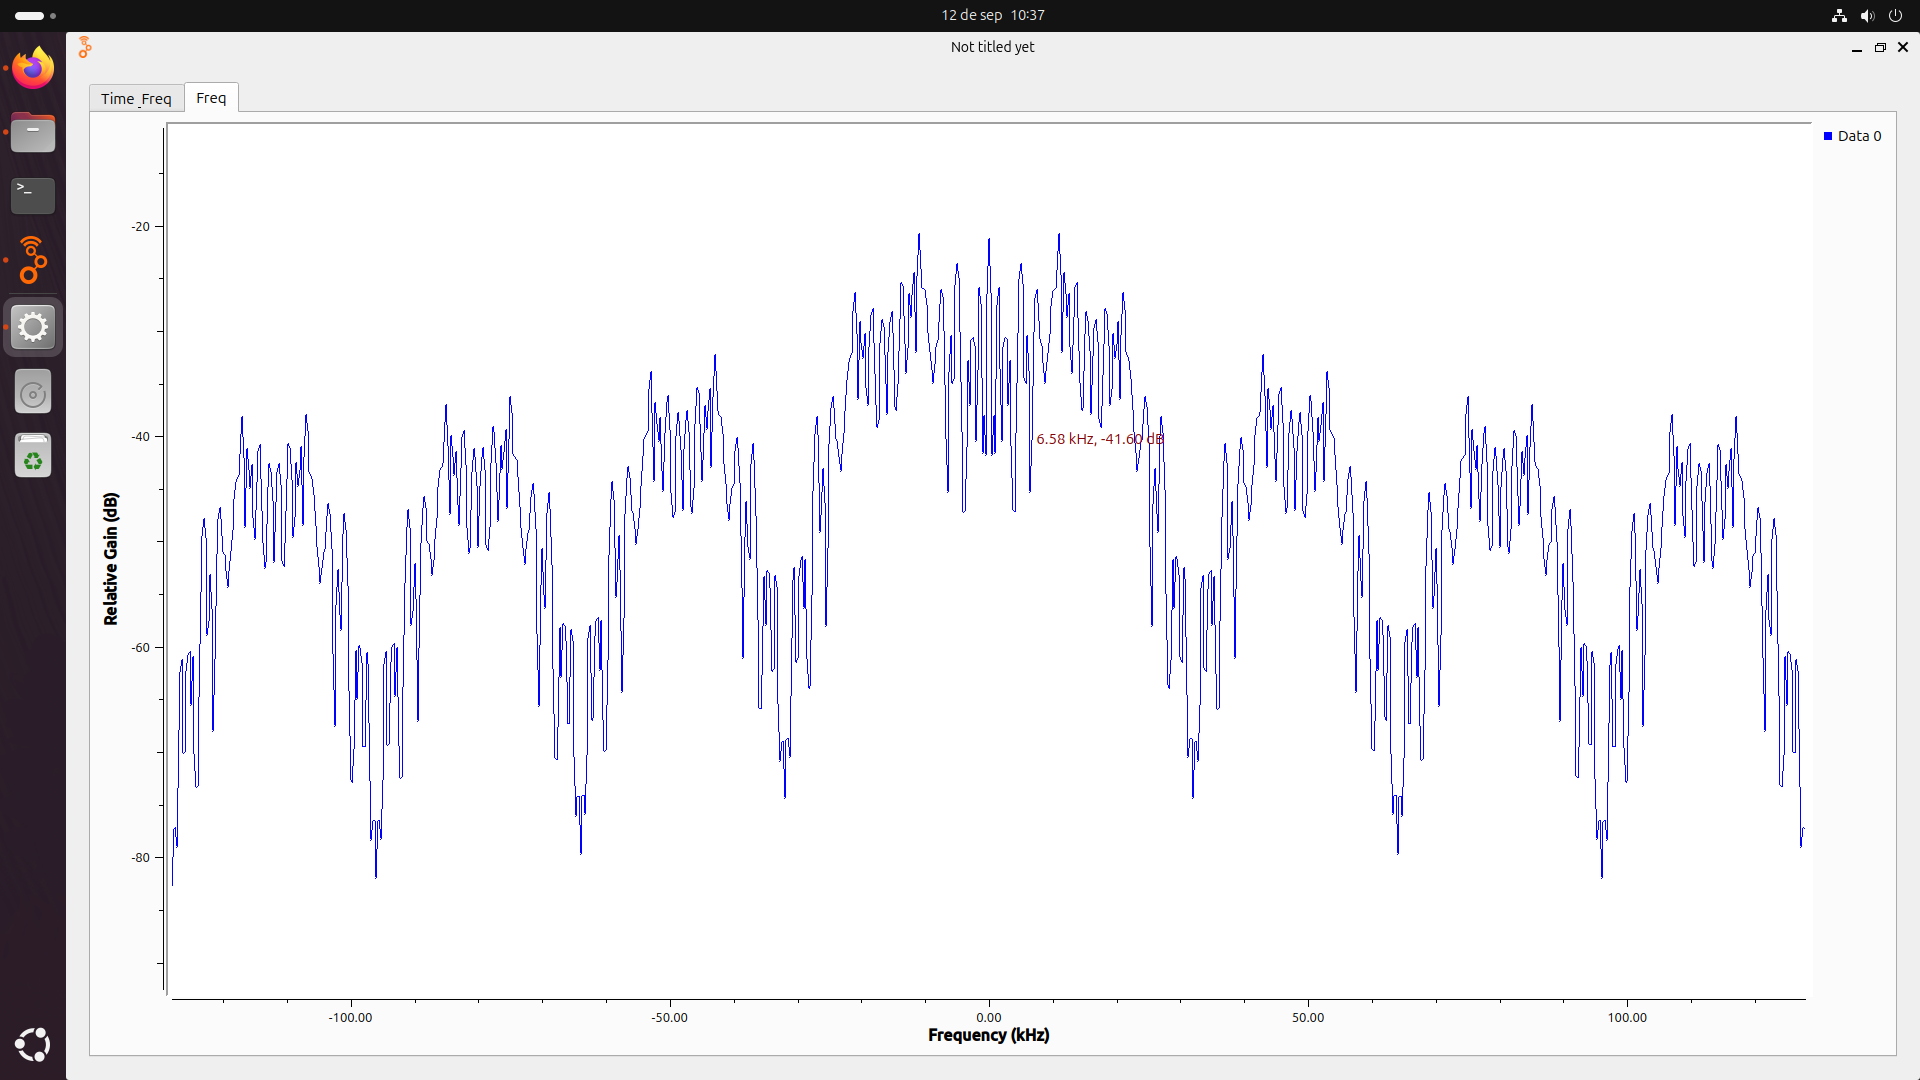 12 de sep 10:37
Not titled yet
Time_Freq
Freq
Data 0
-20
-40
6.58 kHz, -41.60 dB
-60
-80
Relative Gain (dB)
-100.00
-50.00
0.00
50.00
100.00
Frequency (kHz)
>_